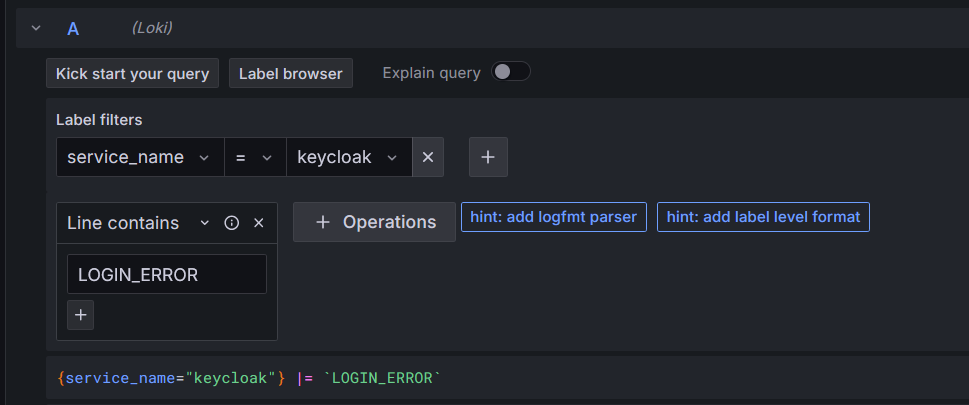 A (Loki)
Kick start your query Label browser Explain query
Label filters
service_name = keycloak
Line contains + Operations hint: add logfmt parser hint: add label level format
LOGIN_ERROR
+
{service_name="keycloak"} |= `LOGIN_ERROR`